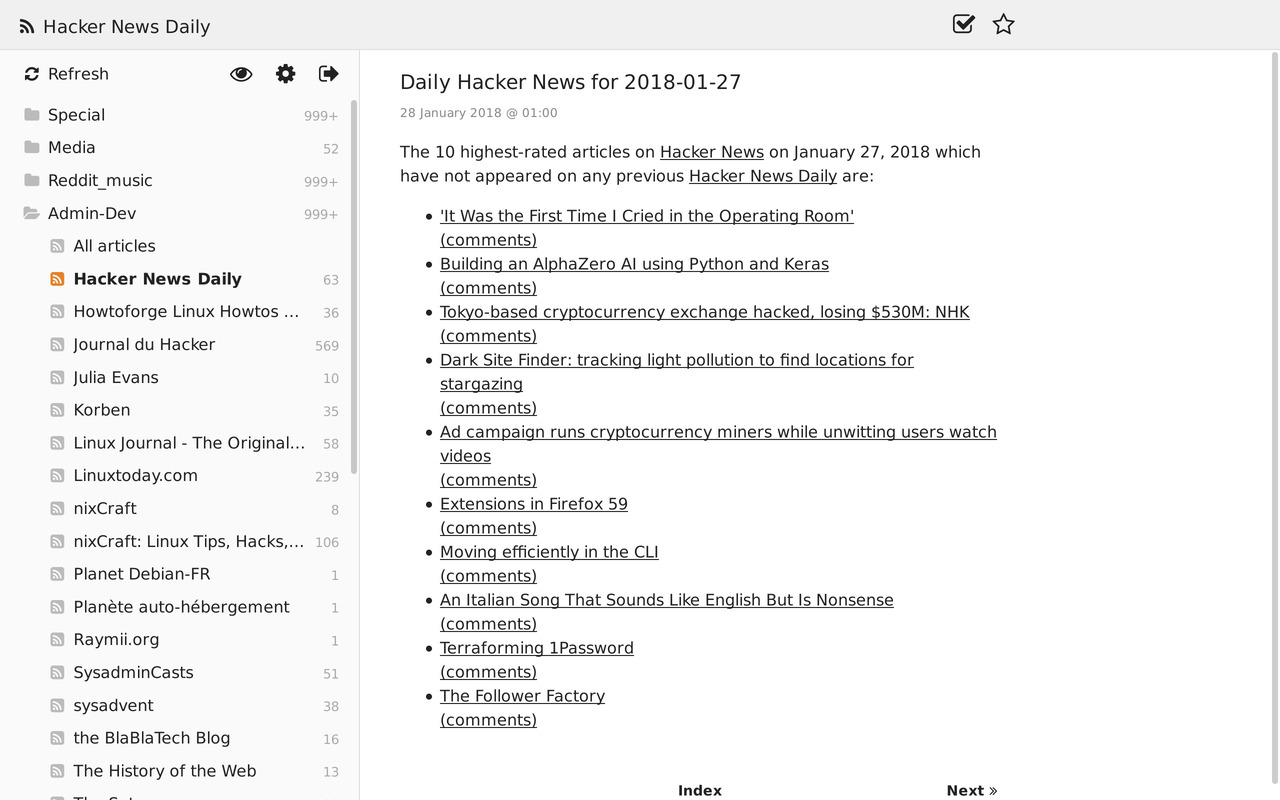 Hacker News Daily
Refresh
Special 999+
Media 52
Reddit_music 999+
Admin-Dev 999+
All articles
Hacker News Daily 63
Howtoforge Linux Howtos ... 36
Journal du Hacker 569
Julia Evans 10
Korben 35
Linux Journal - The Original... 58
Linuxtoday.com 239
nixCraft 8
nixCraft: Linux Tips, Hacks,... 106
Planet Debian-FR 1
Planète auto-hébergement 1
Raymii.org 1
SysadminCasts 51
sysadvent 38
the BlaBlaTech Blog 16
The History of the Web 13
Daily Hacker News for 2018-01-27
28 January 2018 @ 01:00
The 10 highest-rated articles on Hacker News on January 27, 2018 which
have not appeared on any previous Hacker News Daily are:
• 'It Was the First Time I Cried in the Operating Room'
(comments)
• Building an AlphaZero AI using Python and Keras
(comments)
• Tokyo-based cryptocurrency exchange hacked, losing $530M: NHK
(comments)
• Dark Site Finder: tracking light pollution to find locations for
stargazing
(comments)
• Ad campaign runs cryptocurrency miners while unwitting users watch
videos
(comments)
• Extensions in Firefox 59
(comments)
• Moving efficiently in the CLI
(comments)
• An Italian Song That Sounds Like English But Is Nonsense
(comments)
• Terraforming 1Password
(comments)
• The Follower Factory
(comments)
Index Next »